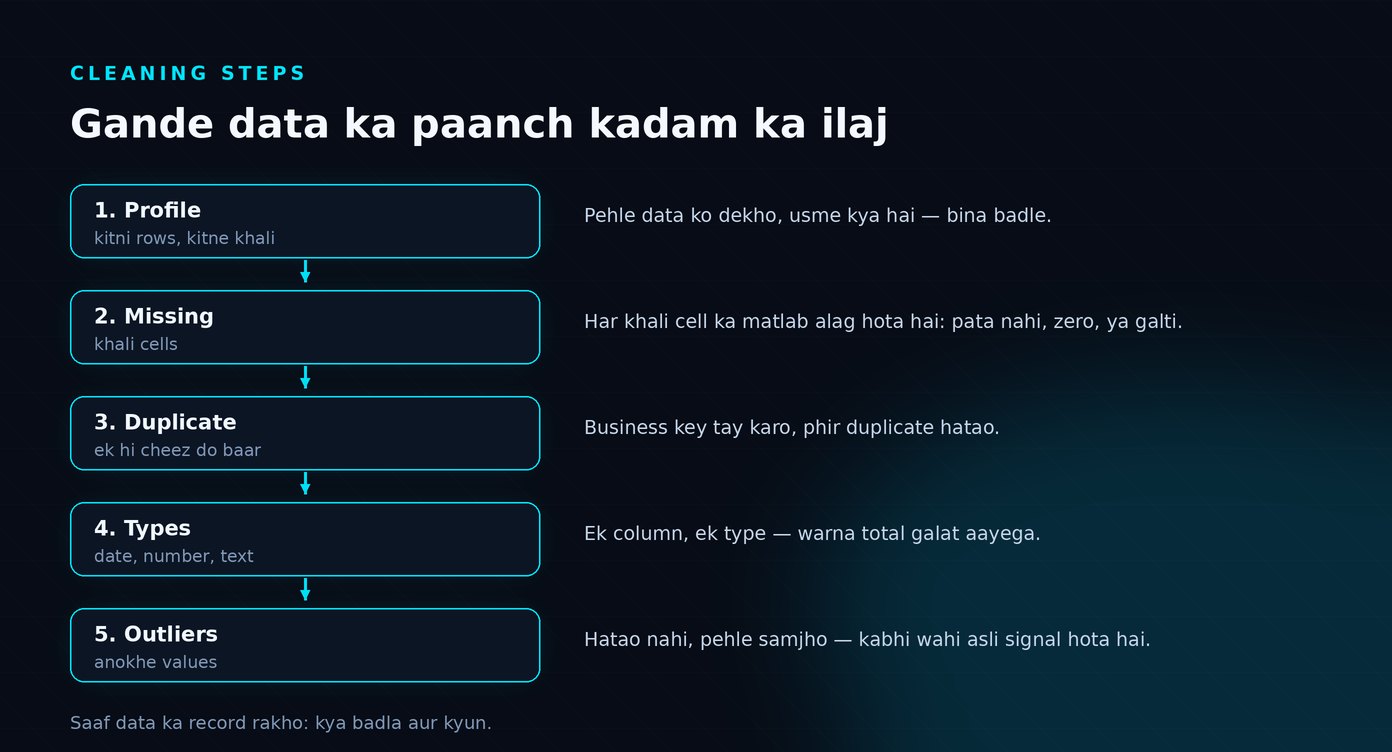 CLEANING STEPS
Gande data ka paanch kadam ka ilaj
1. Profile
kitni rows, kitne khali
Pehle data ko dekho, usme kya hai — bina badle.
2. Missing
khali cells
Har khali cell ka matlab alag hota hai: pata nahi, zero, ya galti.
3. Duplicate
ek hi cheez do baar
Business key tay karo, phir duplicate hatao.
4. Types
date, number, text
Ek column, ek type — warna total galat aayega.
5. Outliers
anokhe values
Hatao nahi, pehle samjho — kabhi wahi asli signal hota hai.
Saaf data ka record rakho: kya badla aur kyun.